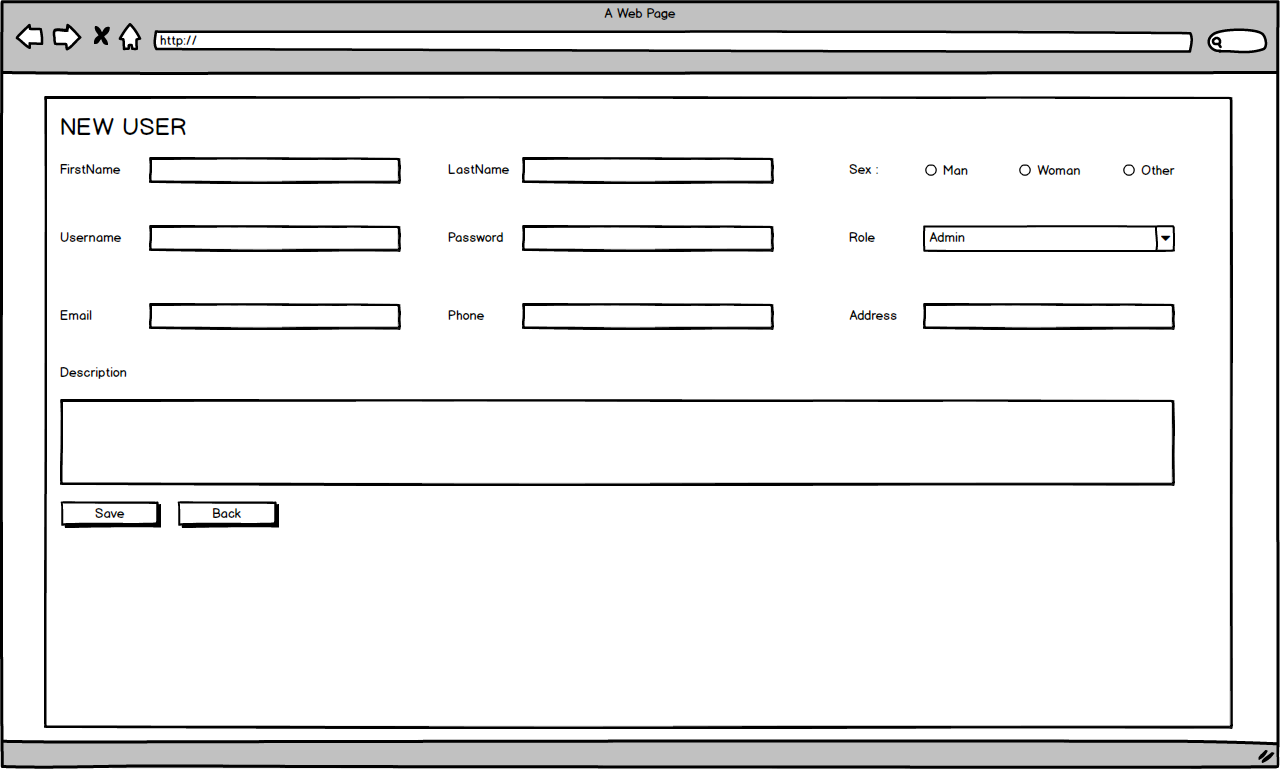 A Web Page
http://
NEW USER
FirstName LastName Sex : Man Woman Other
Username Password Role Admin
Email Phone Address
Description
Save Back